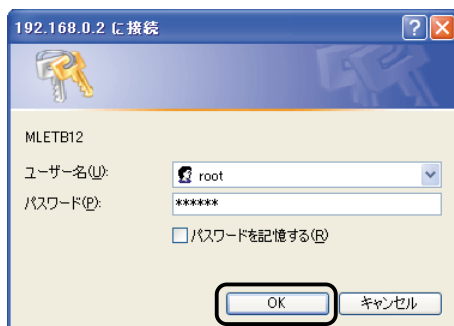 192.168.0.2 に接続
MLETB12
ユーザー名(U):
root
パスワード(P):
******
パスワードを記憶する(R)
OK
キャンセル